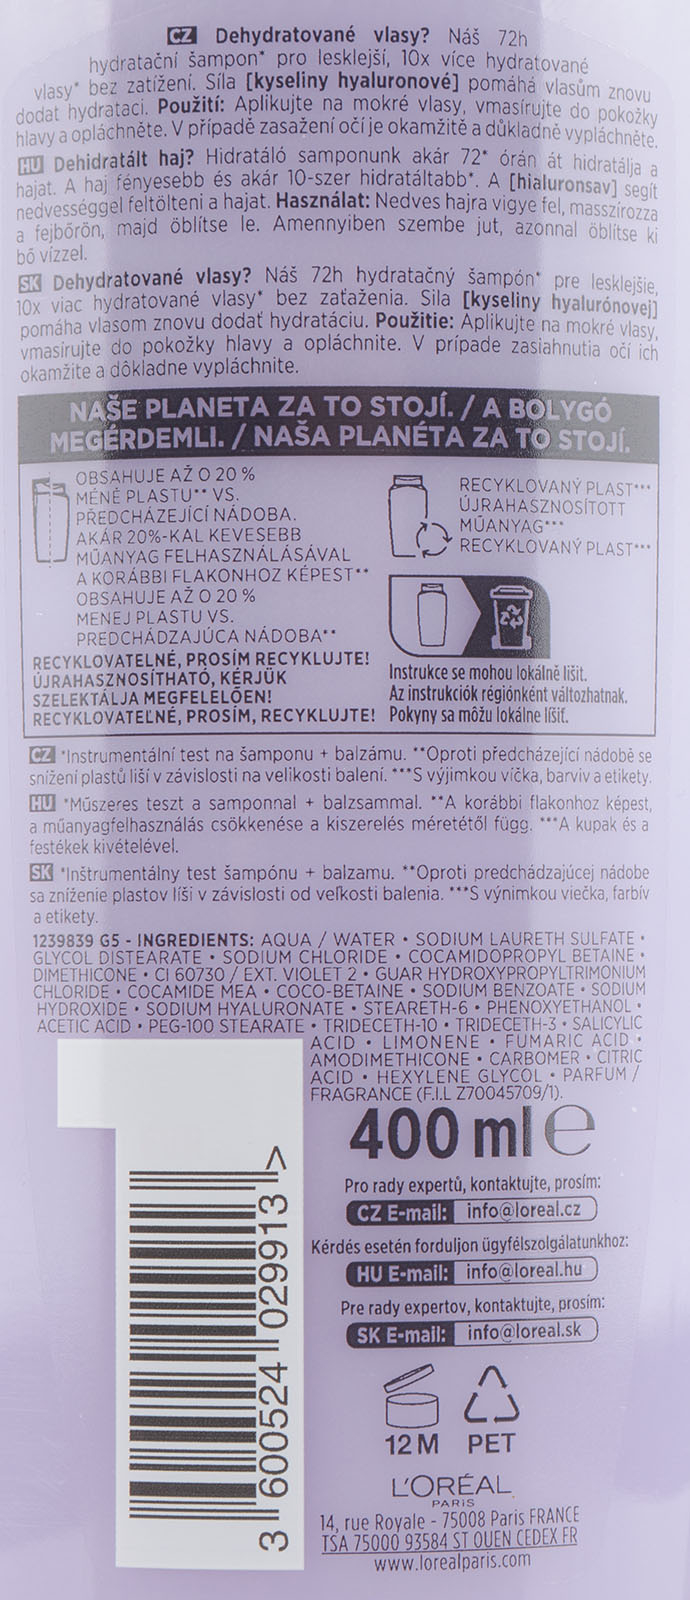 CZ Dehydratované vlasy? Náš 72h
hydratační šampon* pro lesklejší, 10x více hydratované
vlasy* bez zatížení. Síla [kyseliny hyaluronové] pomáhá vlasům znovu
dodat hydrataci. Použití: Aplikujte na mokré vlasy, vmasírujte do pokožky
hlavy a opláchněte. V případě zasažení očí je okamžitě a důkladně vypláchněte.
HU Dehidratált haj? Hidratáló samponunk akár 72* órán át hidratálja a
hajat. A haj fényesebb és akár 10-szer hidratáltabb*. A [hialuronsav] segít
nedvességgel feltölteni a hajat. Használat: Nedves hajra vigye fel, masszírozza
a fejbőrön, majd öblítse le. Amennyiben szembe jut, azonnal öblítse ki
bő vízzel.
SK Dehydratované vlasy? Náš 72h hydratačný šampón* pre lesklejšie,
10x viac hydratované vlasy* bez zaťaženia. Sila [kyseliny hyalurónovej]
pomáha vlasom znovu dodať hydratáciu. Použitie: Aplikujte na mokré vlasy,
vmasírujte do pokožky hlavy a opláchnite. V prípade zasiahnutia očí ich
okamžite a dôkladne vypláchnite.
NAŠE PLANETA ZA TO STOJÍ. / A BOLYGÓ
MEGÉRDEMLI. / NAŠA PLANÉTA ZA TO STOJÍ.
OBSAHUJE AŽ O 20 %
MÉNĚ PLASTU** VS.
PŘEDCHÁZEJÍCÍ NÁDOBA.
AKÁR 20%-KAL KEVESEBB
MŰANYAG FELHASZNÁLÁSÁVAL
A KORÁBBI FLAKONHOZ KÉPEST**
OBSAHUJE AŽ O 20 %
MENEJ PLASTU VS.
PREDCHÁDZAJÚCA NÁDOBA**
RECYKLOVATELNÉ, PROSÍM RECYKLUJTE!
ÚJRAHASZNOSÍTHATÓ, KÉRJÜK
SZELEKTÁLJA MEGFELELŐEN!
RECYKLOVATEĽNÉ, PROSÍM, RECYKLUJTE!
RECYKLOVANÝ PLAST***
ÚJRAHASZNOSÍTOTT
MŰANYAG***
RECYKLOVANÝ PLAST***
Instrukce se mohou lokálně lišit.
Az instrukciók régiónként változhatnak.
Pokyny sa môžu lokálne líšiť.
CZ *Instrumentální test na šamponu + balzámu. **Oproti předcházející nádobě se
snížení plastů liší v závislosti na velikosti balení. ***S výjimkou víčka, barviv a etikety.
HU *Műszeres teszt a samponnal + balzsammal. **A korábbi flakonhoz képest,
a műanyagfelhasználás csökkenése a kiszerelés méretétől függ. ***A kupak és a
festékek kivételével.
SK *Inštrumentálny test šampónu + balzamu. **Oproti predchádzajúcej nádobe
sa zníženie plastov líši v závislosti od veľkosti balenia. ***S výnimkou viečka, farbív
a etikety.
1239839 G5 - INGREDIENTS: AQUA / WATER • SODIUM LAURETH SULFATE •
GLYCOL DISTEARATE • SODIUM CHLORIDE • COCAMIDOPROPYL BETAINE •
DIMETHICONE • CI 60730 / EXT. VIOLET 2 • GUAR HYDROXYPROPYLTRIMONIUM
CHLORIDE • COCAMIDE MEA • COCO-BETAINE • SODIUM BENZOATE • SODIUM
HYDROXIDE • SODIUM HYALURONATE • STEARETH-6 • PHENOXYETHANOL •
ACETIC ACID • PEG-100 STEARATE • TRIDECETH-10 • TRIDECETH-3 • SALICYLIC
ACID • LIMONENE • FUMARIC ACID •
AMODIMETHICONE • CARBOMER • CITRIC
ACID • HEXYLENE GLYCOL • PARFUM /
FRAGRANCE (F.I.L Z70045709/1).
400 ml e
Pro rady expertů, kontaktujte, prosím:
CZ E-mail: info@loreal.cz
Kérdés esetén forduljon ügyfélszolgálatunkhoz:
HU E-mail: info@loreal.hu
Pre rady expertov, kontaktujte, prosím:
SK E-mail: info@loreal.sk
3 600524 029913 >
12 M PET
L'ORÉAL
PARIS
14, rue Royale - 75008 Paris FRANCE
TSA 75000 93584 ST OUEN CEDEX FR
www.lorealparis.com